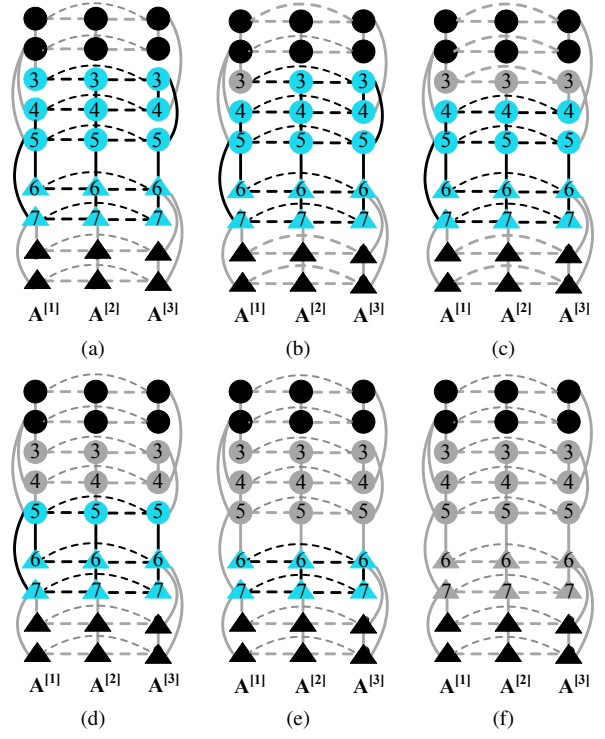 3 3 3 3 3 3 3 3 3
4 4 4 4 4 4 4 4 4
5 5 5 5 5 5 5 5 5
6 6 6 6 6 6 6 6 6
7 7 7 7 7 7 7 7 7
A[1] A[2] A[3] A[1] A[2] A[3] A[1] A[2] A[3]
(a) (b) (c)
3 3 3 3 3 3 3 3 3
4 4 4 4 4 4 4 4 4
5 5 5 5 5 5 5 5 5
6 6 6 6 6 6 6 6 6
7 7 7 7 7 7 7 7 7
A[1] A[2] A[3] A[1] A[2] A[3] A[1] A[2] A[3]
(d) (e) (f)